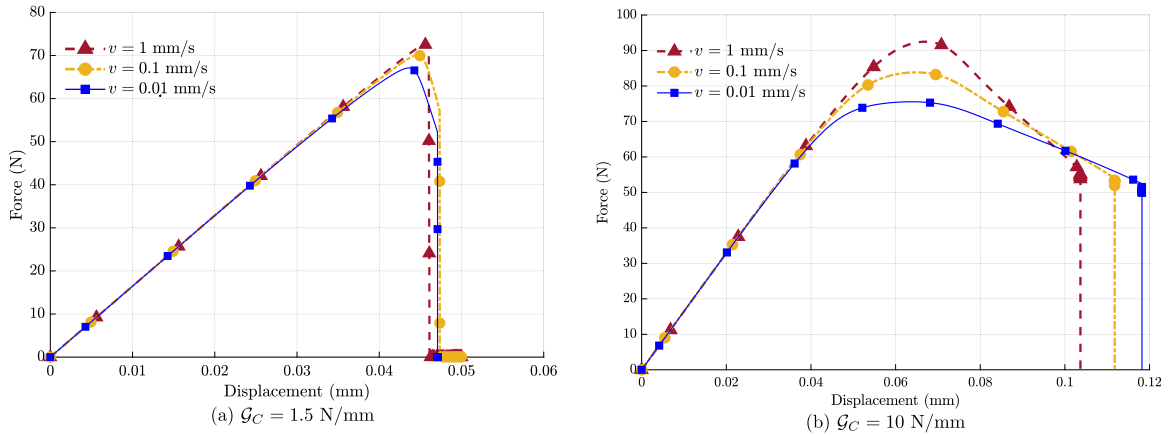 80
70
60
50
40
30
20
10
0
Force (N)
v = 1 mm/s
v = 0.1 mm/s
v = 0.01 mm/s
0
0.01
0.02
0.03
0.04
0.05
0.06
Displacement (mm)
(a) 𝒢_C = 1.5 N/mm
100
90
80
70
60
50
40
30
20
10
0
Force (N)
v = 1 mm/s
v = 0.1 mm/s
v = 0.01 mm/s
0
0.02
0.04
0.06
0.08
0.1
0.12
Displacement (mm)
(b) 𝒢_C = 10 N/mm